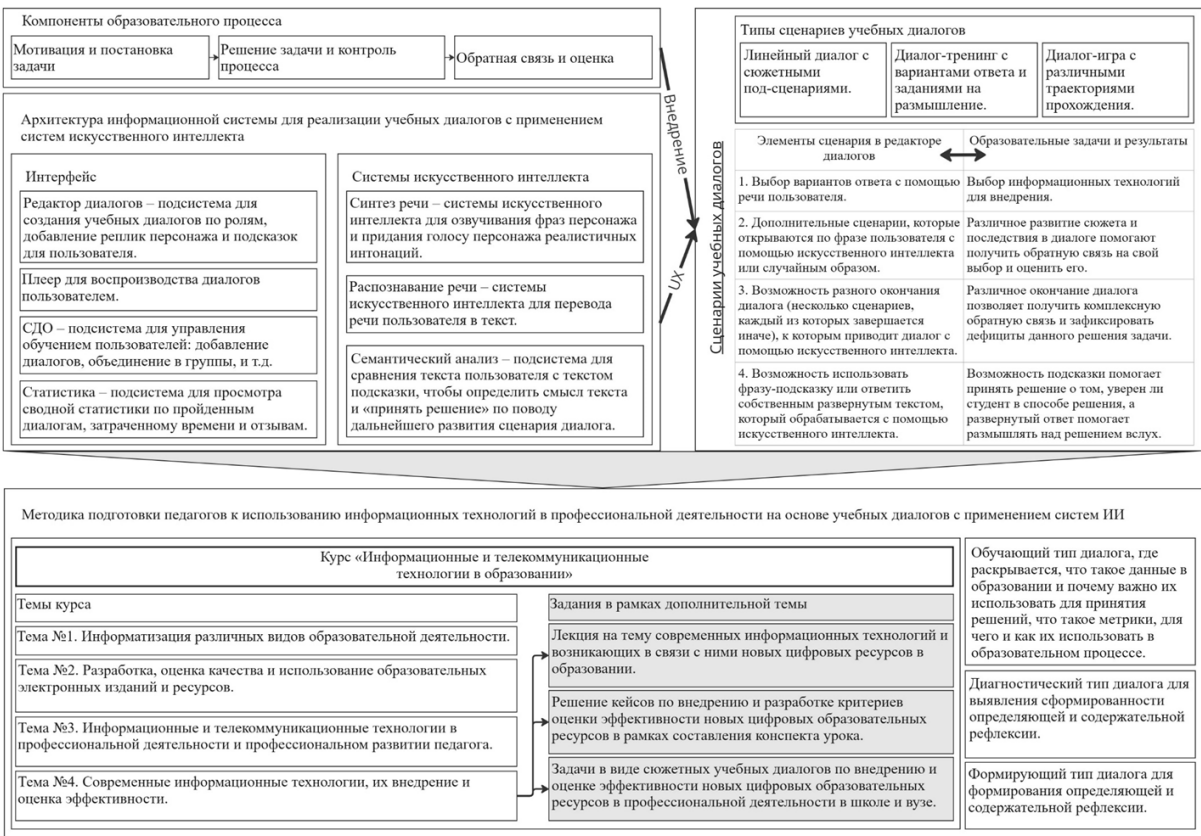 Компоненты образовательного процесса
Мотивация и постановка
задачи
Решение задачи и контроль
процесса
Обратная связь и оценка
Архитектура информационной системы для реализации учебных диалогов с применением
систем искусственного интеллекта
Интерфейс
Редактор диалогов – подсистема для
создания учебных диалогов по ролям,
добавление реплик персонажа и подсказок
для пользователя.
Плеер для воспроизводства диалогов
пользователем.
СДО – подсистема для управления
обучением пользователей: добавление
диалогов, объединение в группы, и т.д.
Статистика – подсистема для просмотра
сводной статистики по пройденным
диалогам, затраченному времени и отзывам.
Системы искусственного интеллекта
Синтез речи – системы искусственного
интеллекта для озвучивания фраз персонажа
и придания голосу персонажа реалистичных
интонаций.
Распознавание речи – системы
искусственного интеллекта для перевода
речи пользователя в текст.
Семантический анализ – подсистема для
сравнения текста пользователя с текстом
подсказки, чтобы определить смысл текста
и «принять решение» по поводу
дальнейшего развития сценария диалога.
Внедрение
UX
Сценарии учебных диалогов
Типы сценариев учебных диалогов
Линейный диалог с
сюжетными
под-сценариями.
Диалог-тренинг с
вариантами ответа и
заданиями на
размышление.
Диалог-игра с
различными
траекториями
прохождения.
Элементы сценария в редакторе
диалогов
Образовательные задачи и результаты
1. Выбор вариантов ответа с помощью
речи пользователя.
Выбор информационных технологий
для внедрения.
2. Дополнительные сценарии, которые
открываются по фразе пользователя с
помощью искусственного интеллекта
или случайным образом.
Различное развитие сюжета и
последствия в диалоге помогают
получить обратную связь на свой
выбор и оценить его.
3. Возможность разного окончания
диалога (несколько сценариев,
каждый из которых завершается
иначе), к которым приводит диалог с
помощью искусственного интеллекта.
Различное окончание диалога
позволяет получить комплексную
обратную связь и зафиксировать
дефициты данного решения задачи.
4. Возможность использовать
фразу-подсказку или ответить
собственным развернутым текстом,
который обрабатывается с помощью
искусственного интеллекта.
Возможность подсказки помогает
принять решение о том, уверен ли
студент в способе решения, а
развернутый ответ помогает
размышлять над решением вслух.
Методика подготовки педагогов к использованию информационных технологий в профессиональной деятельности на основе учебных диалогов с применением систем ИИ
Курс «Информационные и телекоммуникационные
технологии в образовании»
Темы курса
Тема №1. Информатизация различных видов образовательной деятельности.
Тема №2. Разработка, оценка качества и использование образовательных
электронных изданий и ресурсов.
Тема №3. Информационные и телекоммуникационные технологии в
профессиональной деятельности и профессиональном развитии педагога.
Тема №4. Современные информационные технологии, их внедрение и
оценка эффективности.
Задания в рамках дополнительной темы
Лекция на тему современных информационных технологий и
возникающих в связи с ними новых цифровых ресурсов в
образовании.
Решение кейсов по внедрению и разработке критериев
оценки эффективности новых цифровых образовательных
ресурсов в рамках составления конспекта урока.
Задачи в виде сюжетных учебных диалогов по внедрению и
оценке эффективности новых цифровых образовательных
ресурсов в профессиональной деятельности в школе и вузе.
Обучающий тип диалога, где
раскрывается, что такое данные в
образовании и почему важно их
использовать для принятия
решений, что такое метрики, для
чего и как их использовать в
образовательном процессе.
Диагностический тип диалога для
выявления сформированности
определяющей и содержательной
рефлексии.
Формирующий тип диалога для
формирования определяющей и
содержательной рефлексии.